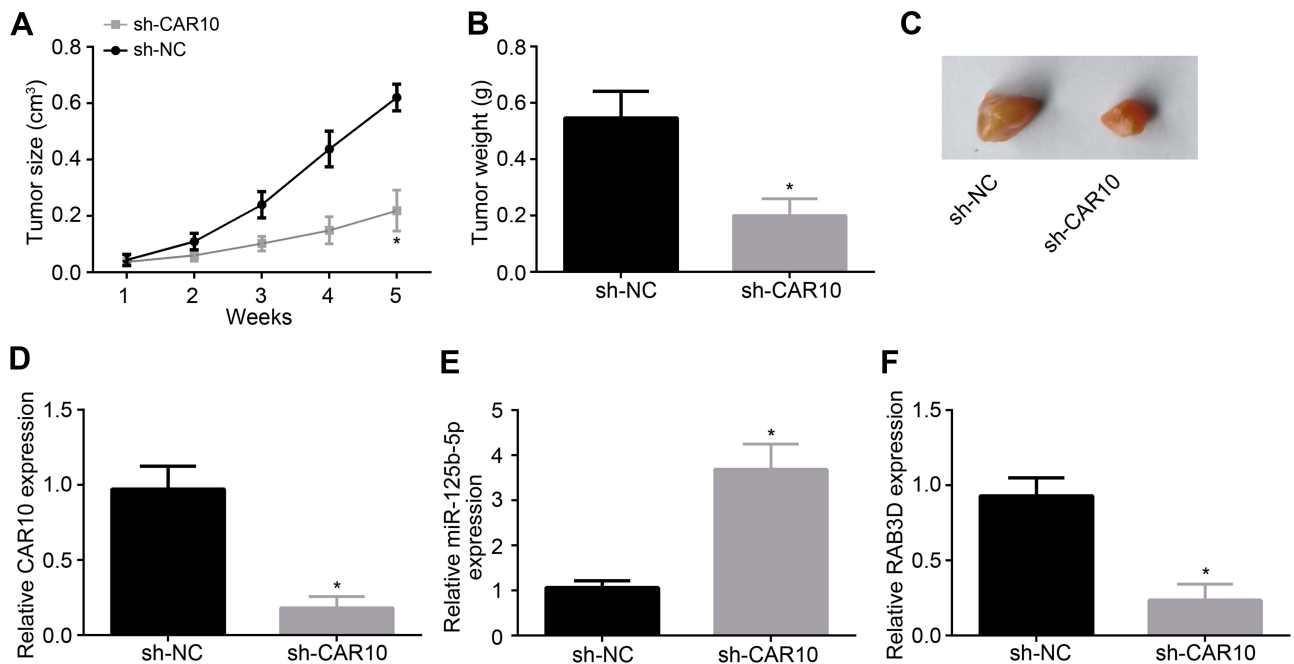 A
sh-CAR10
sh-NC
Tumor size (cm³)
0.8
0.6
0.4
0.2
0.0
*
1 2 3 4 5
Weeks
B
Tumor weight (g)
0.8
0.6
0.4
0.2
0.0
*
sh-NC sh-CAR10
C
sh-NC
sh-CAR10
D
Relative CAR10 expression
1.5
1.0
0.5
0.0
*
sh-NC sh-CAR10
E
Relative miR-125b-5p
expression
5
4
3
2
1
0
*
sh-NC sh-CAR10
F
Relative RAB3D expression
1.5
1.0
0.5
0.0
*
sh-NC sh-CAR10